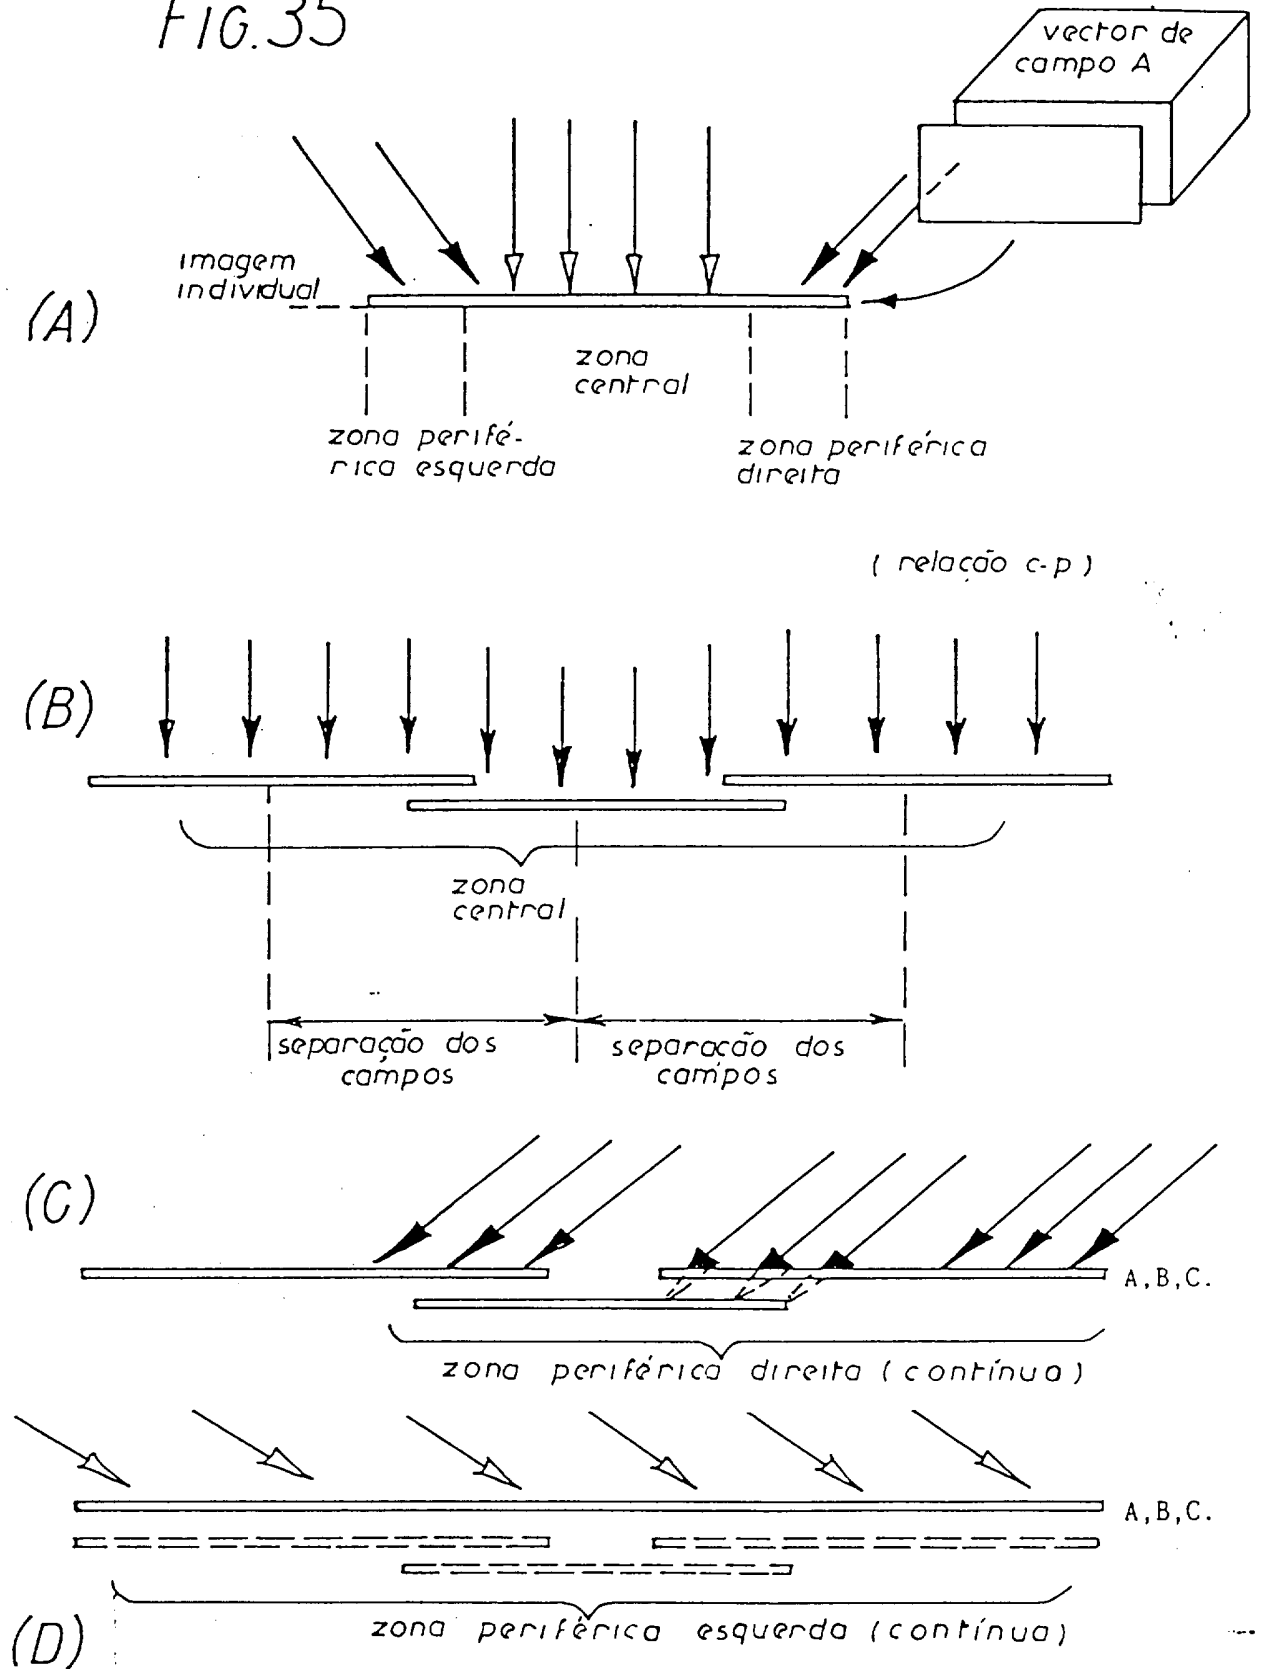 FIG.35
vector de
campo A
imagem
individual
(A)
zona
central
zona perifé-
rica esquerda
zona periférica
direita
( relação c-p )
(B)
zona
central
separação dos
campos
separação dos
campos
(C)
A,B,C.
zona periférica direita (contínua)
A,B,C.
zona periférica esquerda (contínua)
(D)